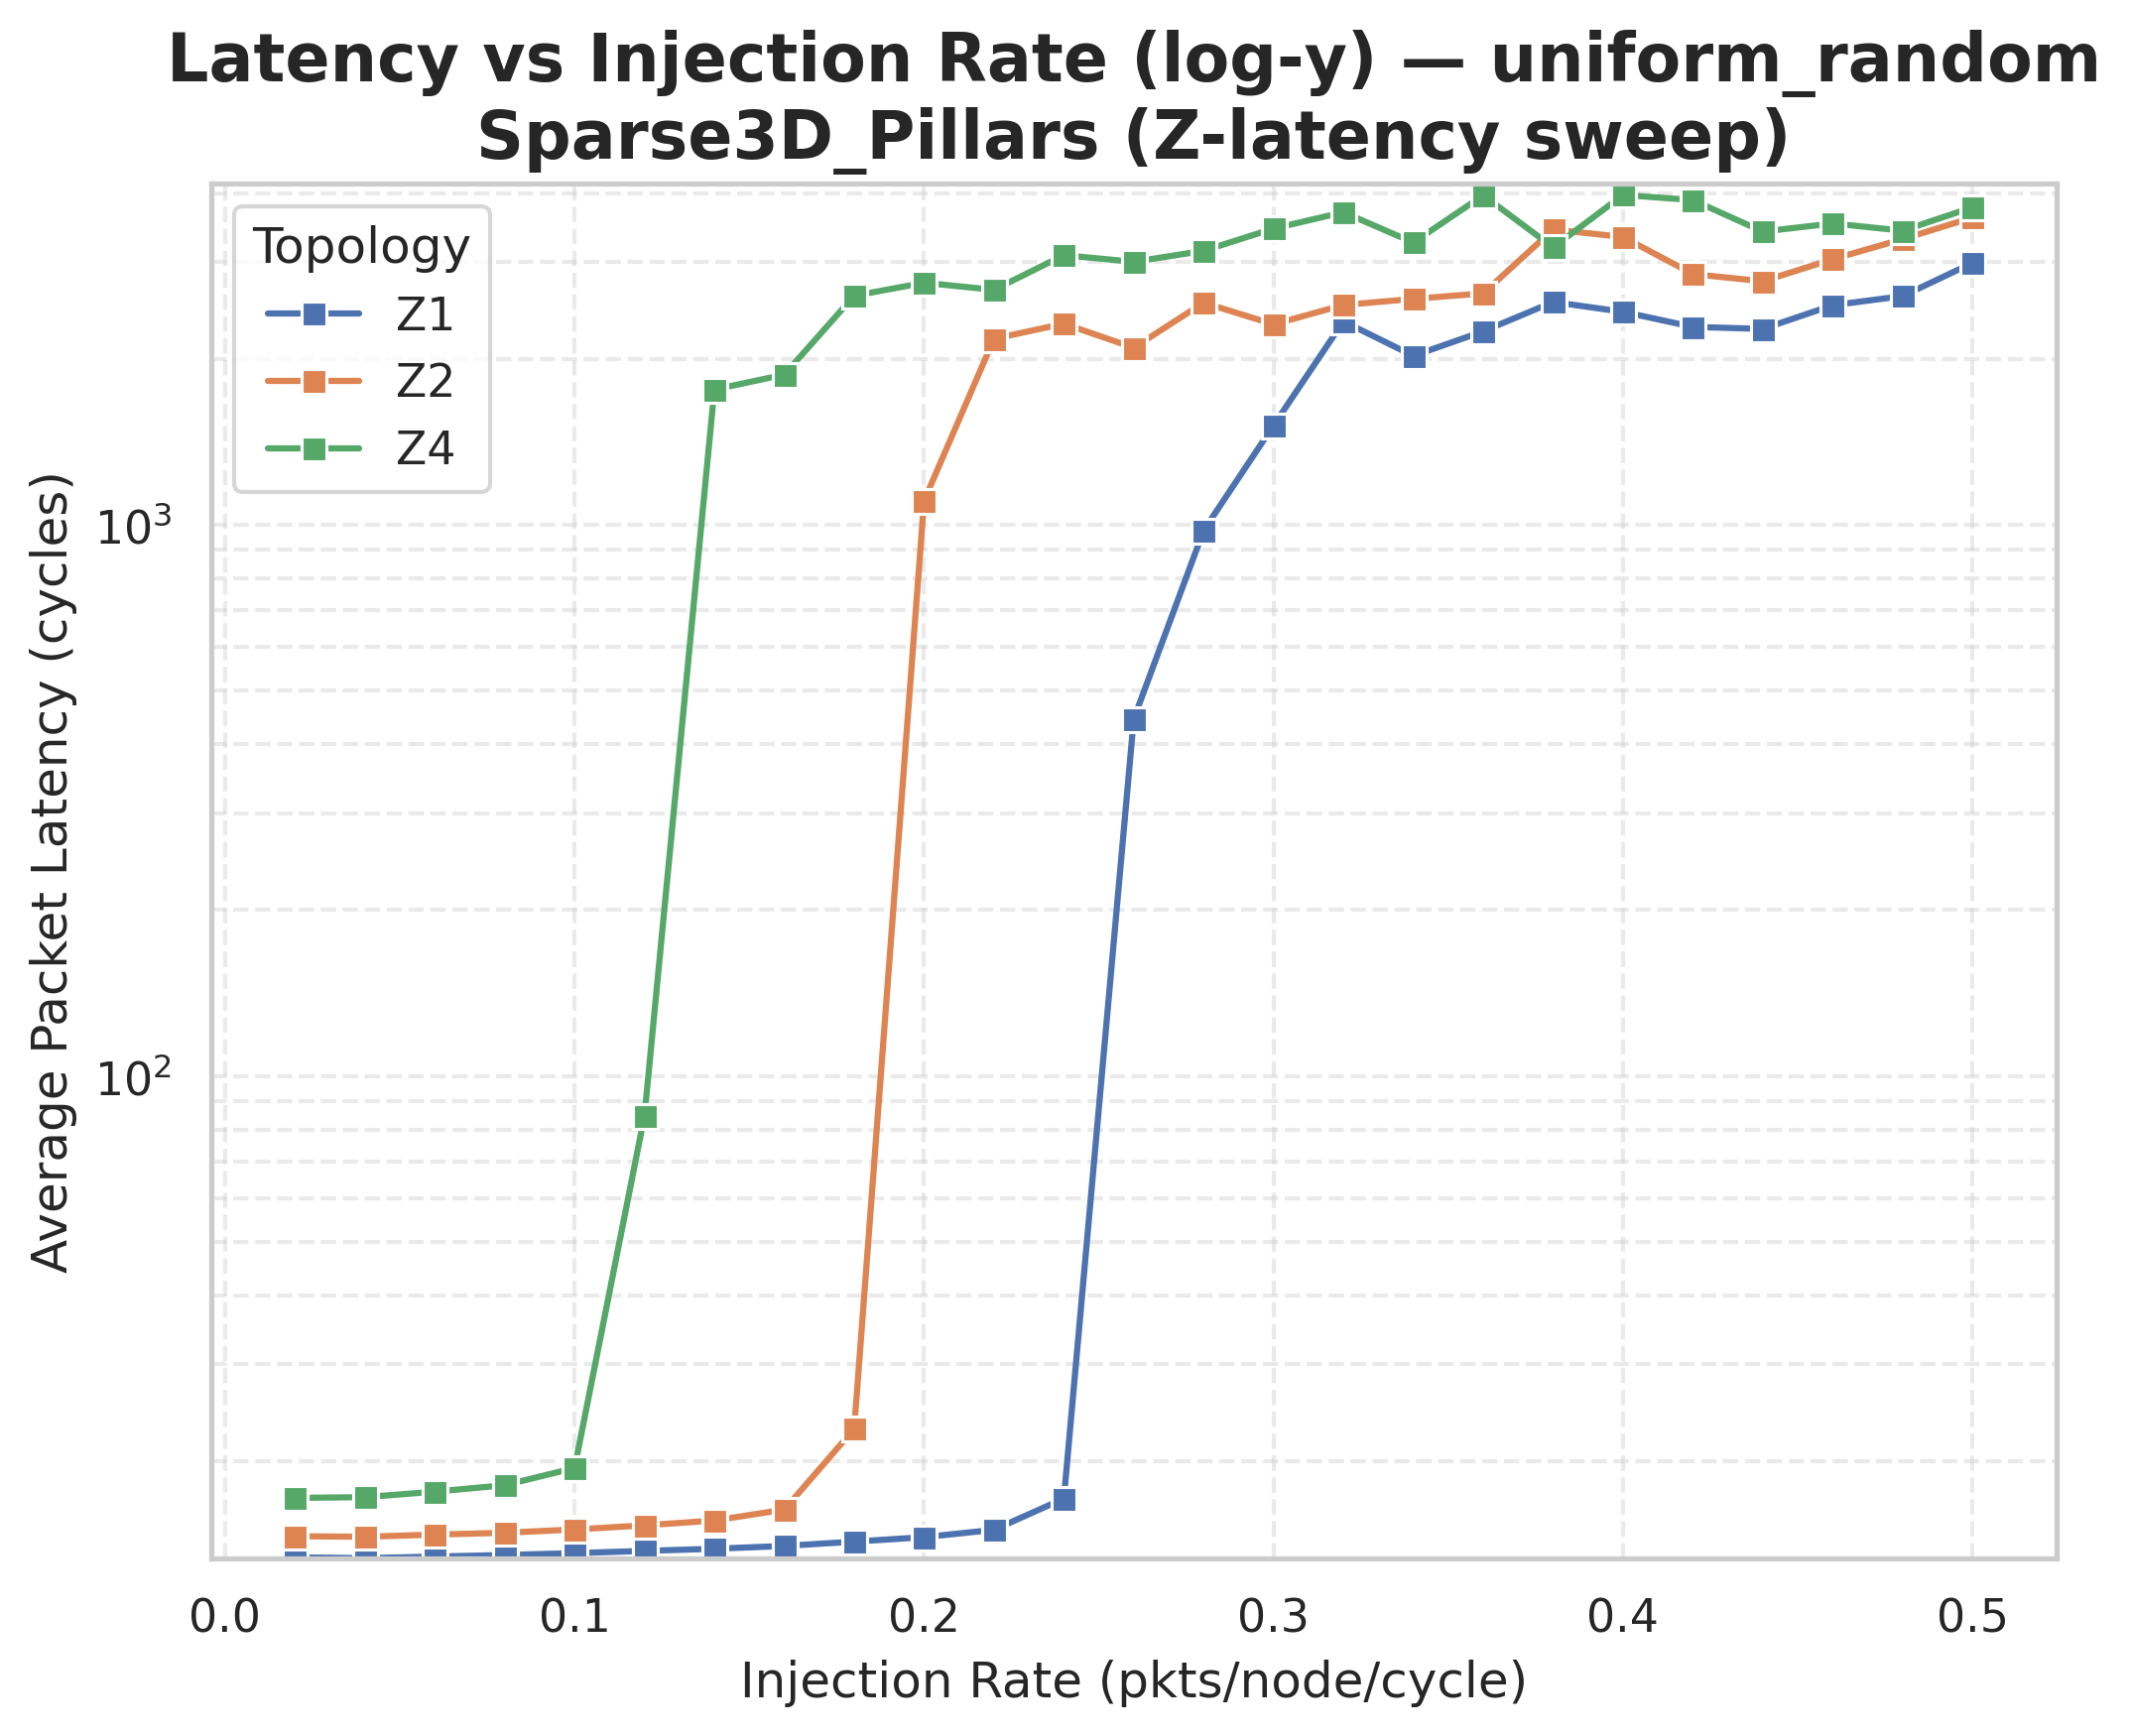 Latency vs Injection Rate (log-y) — uniform_random
Sparse3D_Pillars (Z-latency sweep)
Topology
Z1
Z2
Z4
Average Packet Latency (cycles)
10³
10²
0.0 0.1 0.2 0.3 0.4 0.5
Injection Rate (pkts/node/cycle)